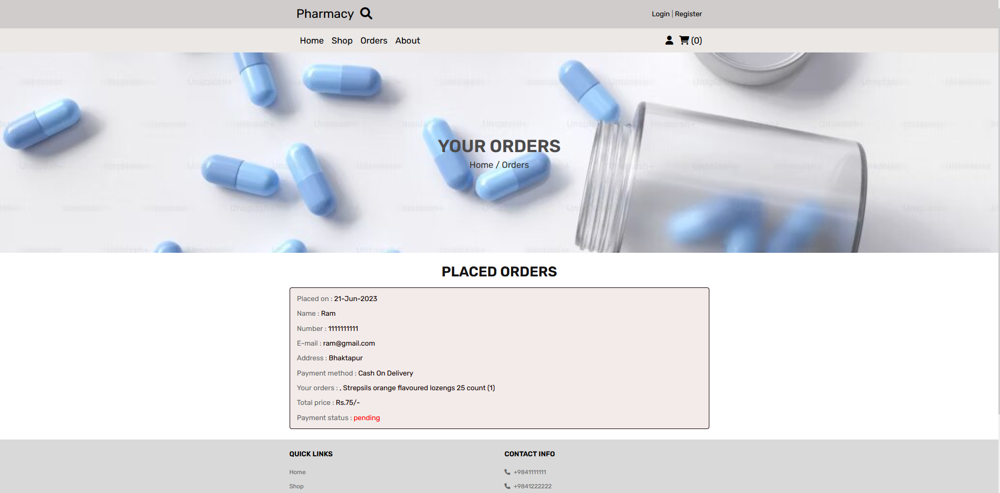 Pharmacy
Login | Register
Home Shop Orders About
(0)
YOUR ORDERS
Home / Orders
PLACED ORDERS
Placed on : 21-Jun-2023
Name : Ram
Number : 1111111111
E-mail : ram@gmail.com
Address : Bhaktapur
Payment method : Cash On Delivery
Your orders : , Strepsils orange flavoured lozengs 25 count (1)
Total price : Rs.75/-
Payment status : pending
QUICK LINKS
CONTACT INFO
Home
+9841111111
Shop
+9841222222